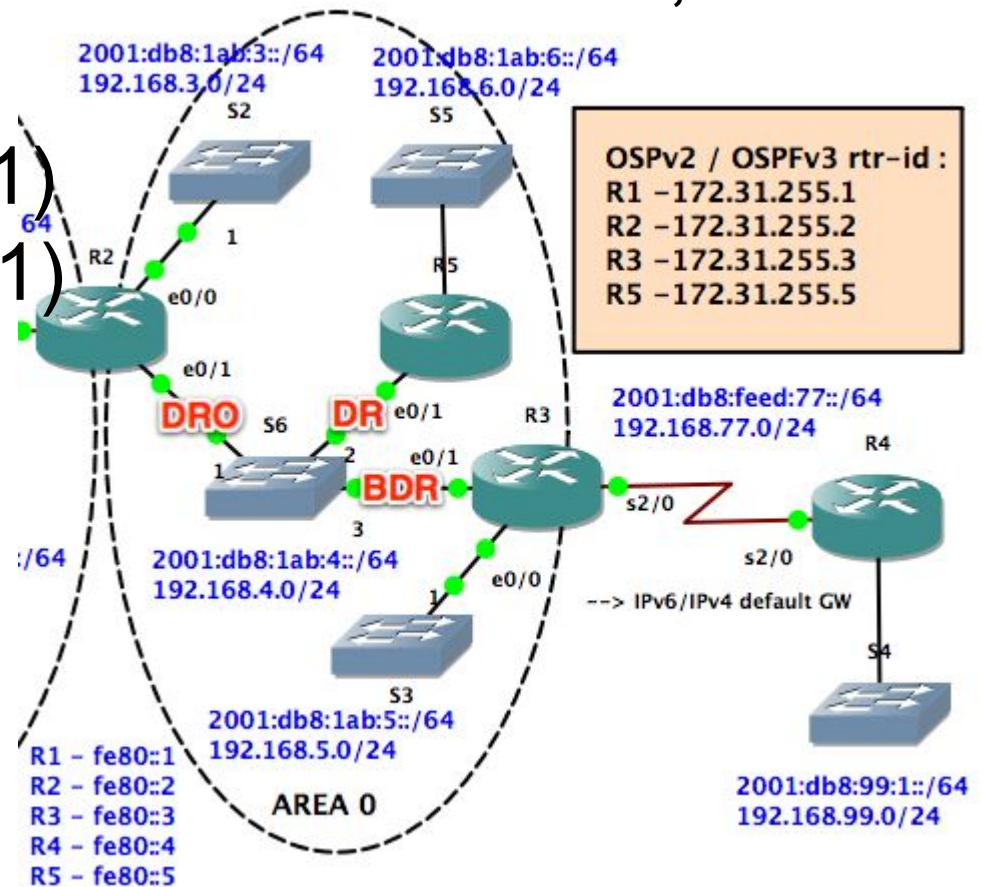 2001:db8:1ab:3::/64
192.168.3.0/24
2001:db8:1ab:6::/64
192.168.6.0/24
S2
S5
OSPv2 / OSPFv3 rtr-id :
R1 -172.31.255.1
R2 -172.31.255.2
R3 -172.31.255.3
R5 -172.31.255.5
1)
64
1)
R2
1
e0/0
R5
e0/1
DRO
S6
DR
e0/1
2001:db8:feed:77::/64
192.168.77.0/24
R3
R4
1
2
e0/1
BDR
3
s2/0
s2/0
:/64
2001:db8:1ab:4::/64
192.168.4.0/24
e0/0
1
--> IPv6/IPv4 default GW
S3
S4
2001:db8:1ab:5::/64
192.168.5.0/24
R1 - fe80::1
R2 - fe80::2
R3 - fe80::3
R4 - fe80::4
R5 - fe80::5
AREA 0
2001:db8:99:1::/64
192.168.99.0/24